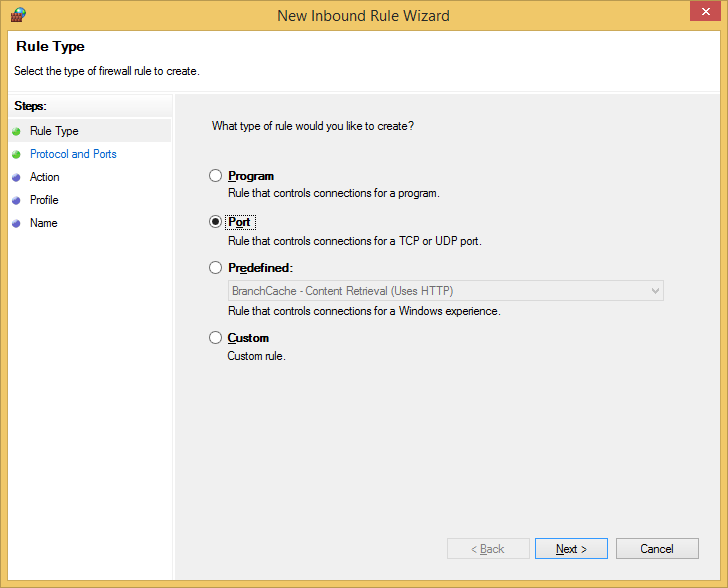 New Inbound Rule Wizard
Rule Type
Select the type of firewall rule to create.
Steps:
Rule Type
Protocol and Ports
Action
Profile
Name
What type of rule would you like to create?
Program
Rule that controls connections for a program.
Port
Rule that controls connections for a TCP or UDP port.
Predefined:
BranchCache - Content Retrieval (Uses HTTP)
Rule that controls connections for a Windows experience.
Custom
Custom rule.
< Back
Next >
Cancel